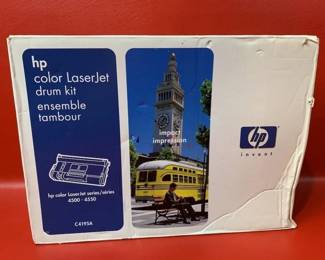 hp
color LaserJet
drum kit
ensemble
tambour
hp color LaserJet series/séries
4500 - 4550
C4195A
impact
impression
hp
invent